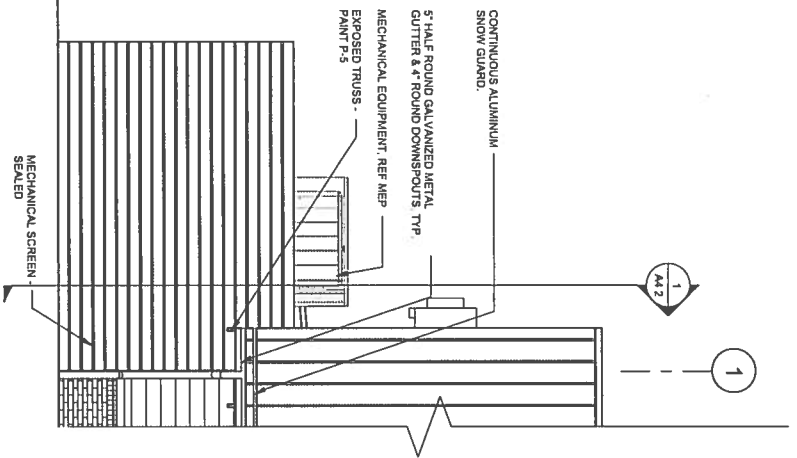 CONTINUOUS ALUMINUM
SNOW GUARD.
5" HALF ROUND GALVANIZED METAL
GUTTER & 4" ROUND DOWNSPOUTS, TYP.
MECHANICAL EQUIPMENT, REF MEP
EXPOSED TRUSS -
PAINT P-5
MECHANICAL SCREEN -
SEALED
1
A4 2
1